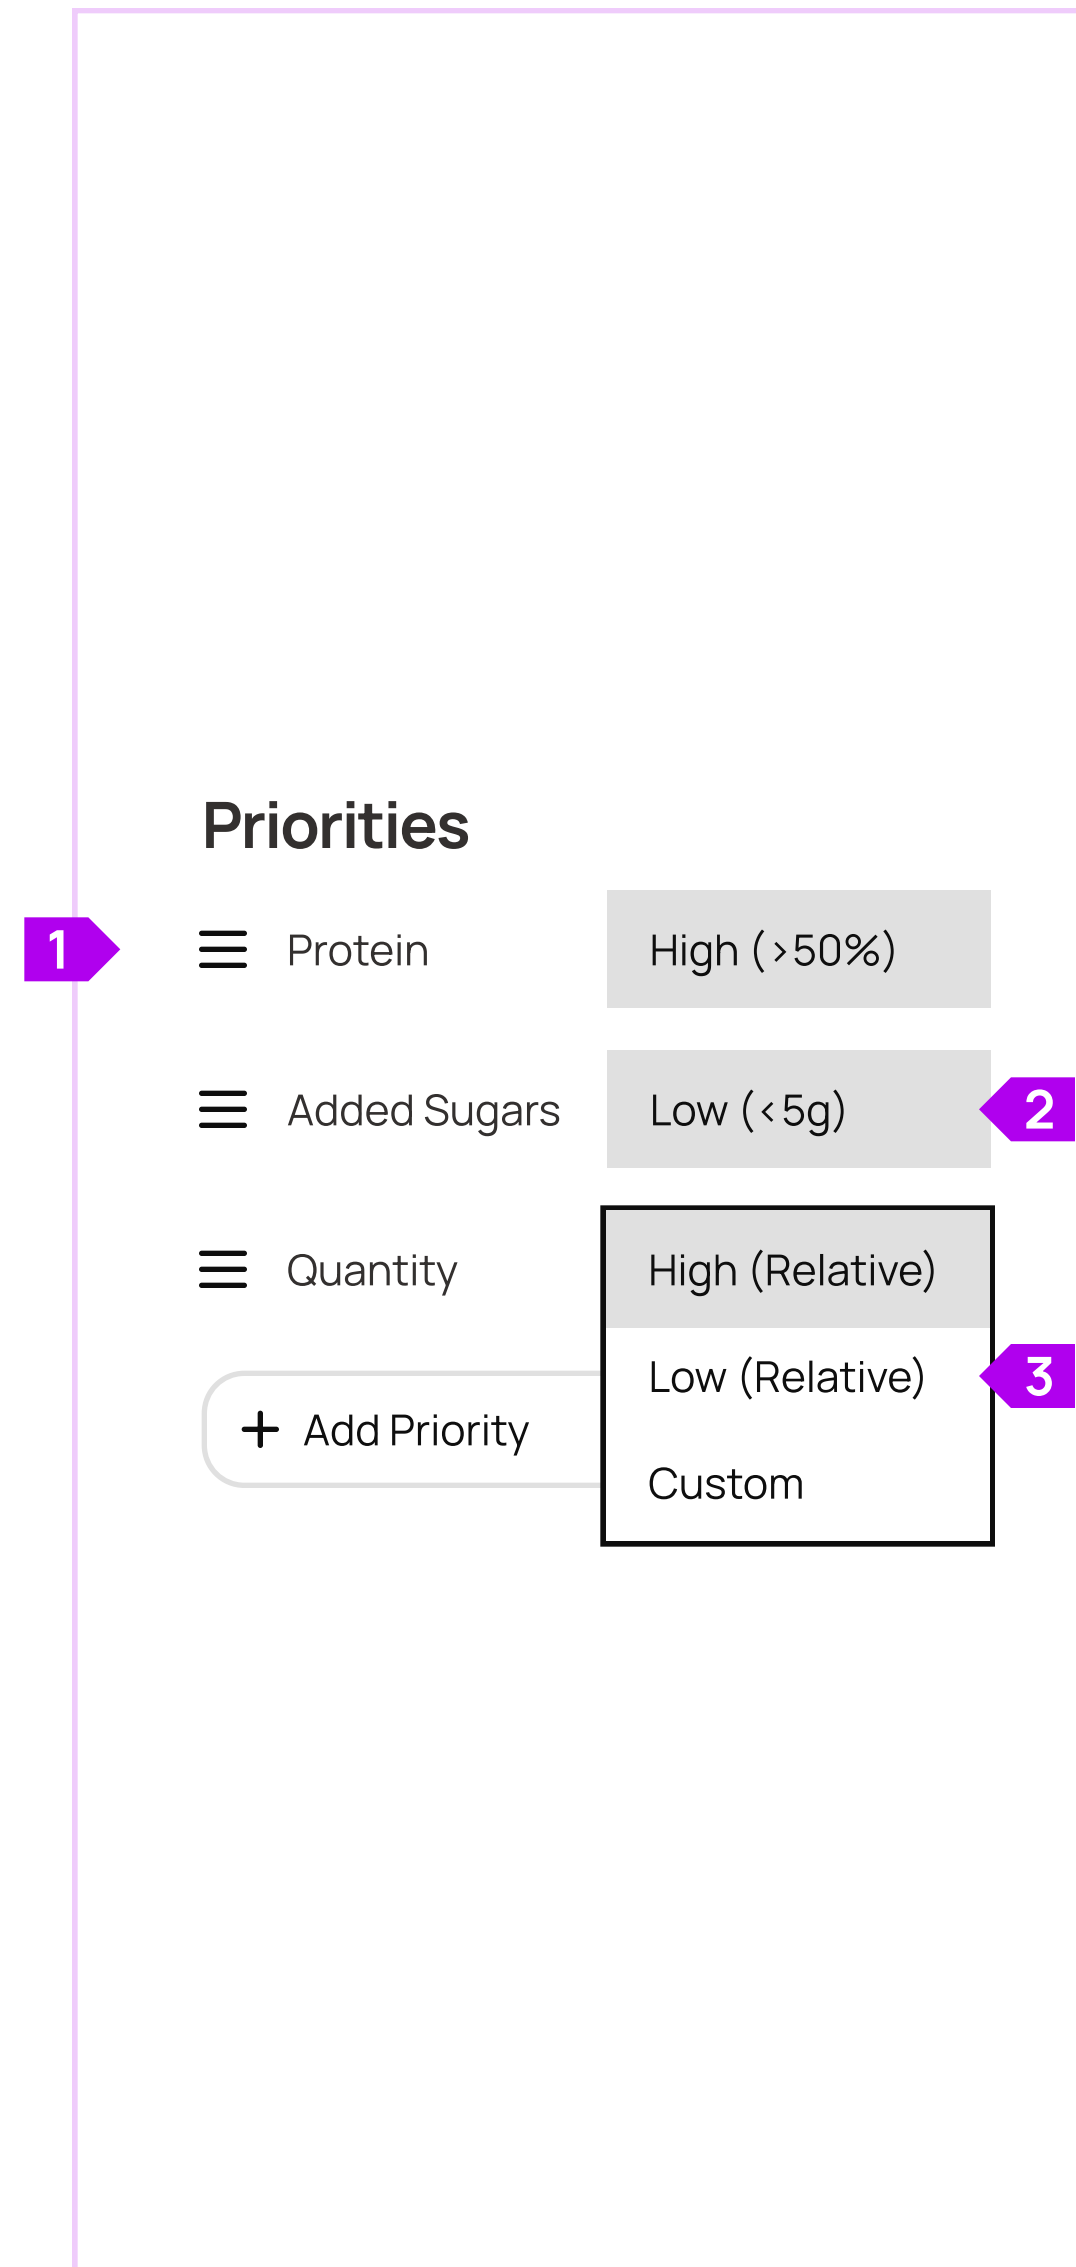 Priorities
1
Protein
High (>50%)
Added Sugars
Low (<5g)
2
Quantity
High (Relative)
Low (Relative)
3
Add Priority
Custom